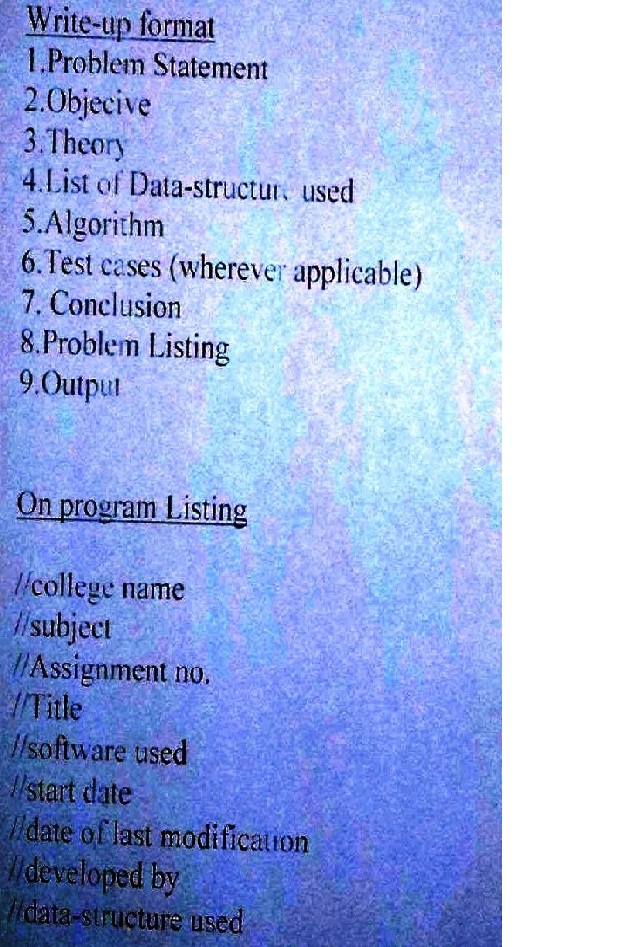 Write-up format
1.Problem Statement
2.Objecive
3.Theory
4.List of Data-structure used
5.Algorithm
6.Test cases (wherever applicable)
7. Conclusion
8.Problem Listing
9.Output
On program Listing
//college name
//subject
//Assignment no.
//Title
//software used
//start date
//date of last modification
//developed by
//data-structure used